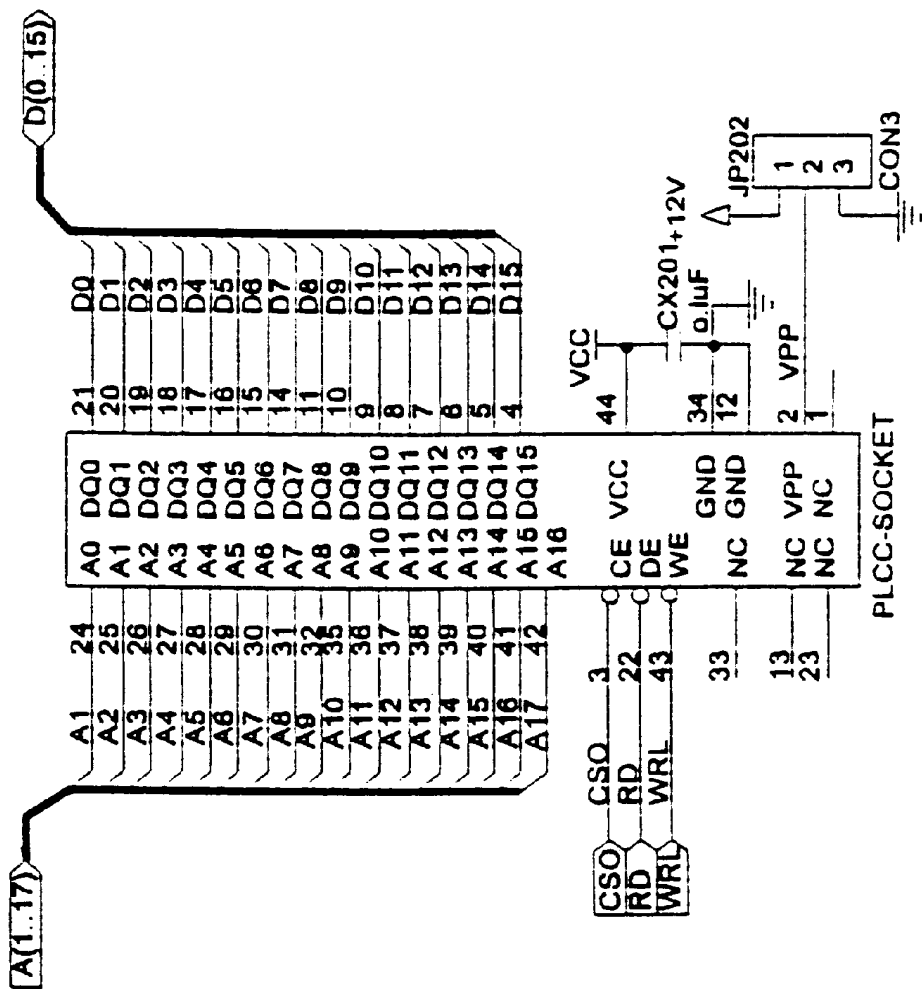 A(1..17) D(0..15)
A1 24 A0 DQ0 21 D0
A2 25 A1 DQ1 20 D1
A3 26 A2 DQ2 19 D2
A4 27 A3 DQ3 18 D3
A5 28 A4 DQ4 17 D4
A6 29 A5 DQ5 16 D5
A7 30 A6 DQ6 15 D6
A8 31 A7 DQ7 14 D7
A9 32 A8 DQ8 11 D8
A10 35 A9 DQ9 10 D9
A11 36 A10 DQ10 9 D10
A12 37 A11 DQ11 8 D11
A13 38 A12 DQ12 7 D12
A14 39 A13 DQ13 6 D13
A15 40 A14 DQ14 5 D14
A16 41 A15 DQ15 4 D15
A17 42 A16
VCC
CSO CSO 3 CE VCC 44
RD RD 22 DE
WRL WRL 43 WE
CX201
0.1uF
+12V
GND 34
33 NC GND 12
JP202
13 NC VPP 2 VPP
23 NC NC 1
1
2
3
PLCC-SOCKET
CON3